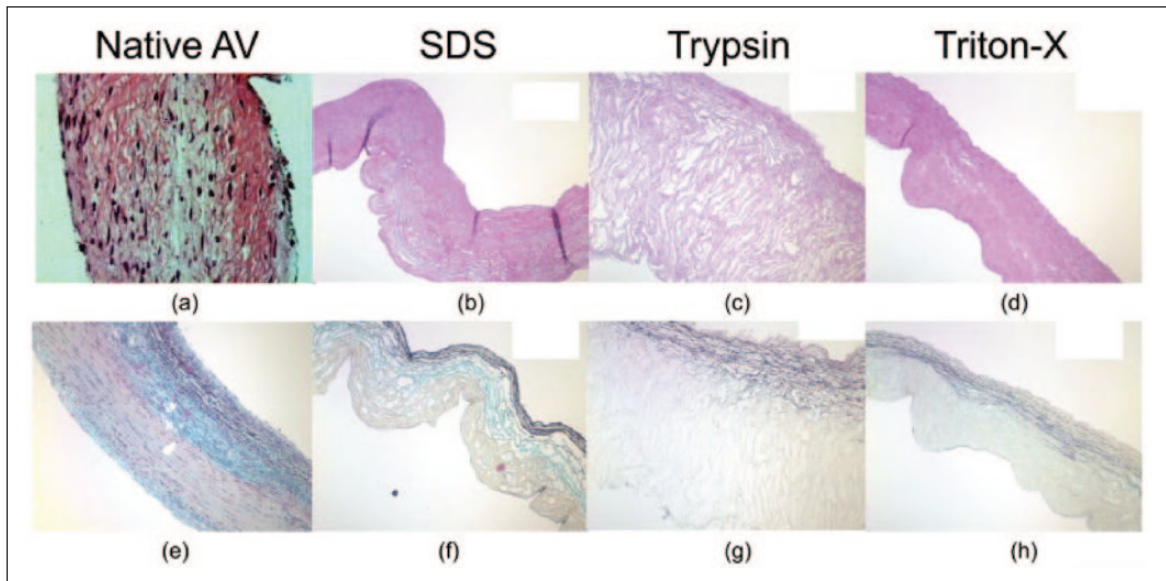 Native AV SDS Trypsin Triton-X
(a) (b) (c) (d)
(e) (f) (g) (h)